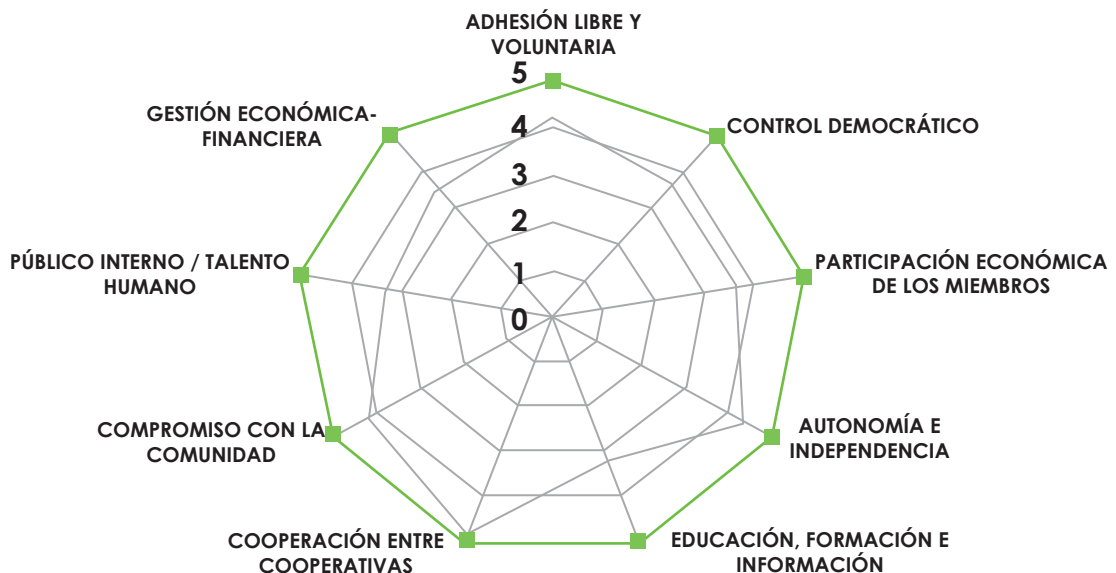 ADHESIÓN LIBRE Y
VOLUNTARIA
5
GESTIÓN ECONÓMICA-
FINANCIERA
CONTROL DEMOCRÁTICO
4
3
2
PÚBLICO INTERNO / TALENTO
HUMANO
PARTICIPACIÓN ECONÓMICA
DE LOS MIEMBROS
1
0
COMPROMISO CON LA
COMUNIDAD
AUTONOMÍA E
INDEPENDENCIA
COOPERACIÓN ENTRE
COOPERATIVAS
EDUCACIÓN, FORMACIÓN E
INFORMACIÓN